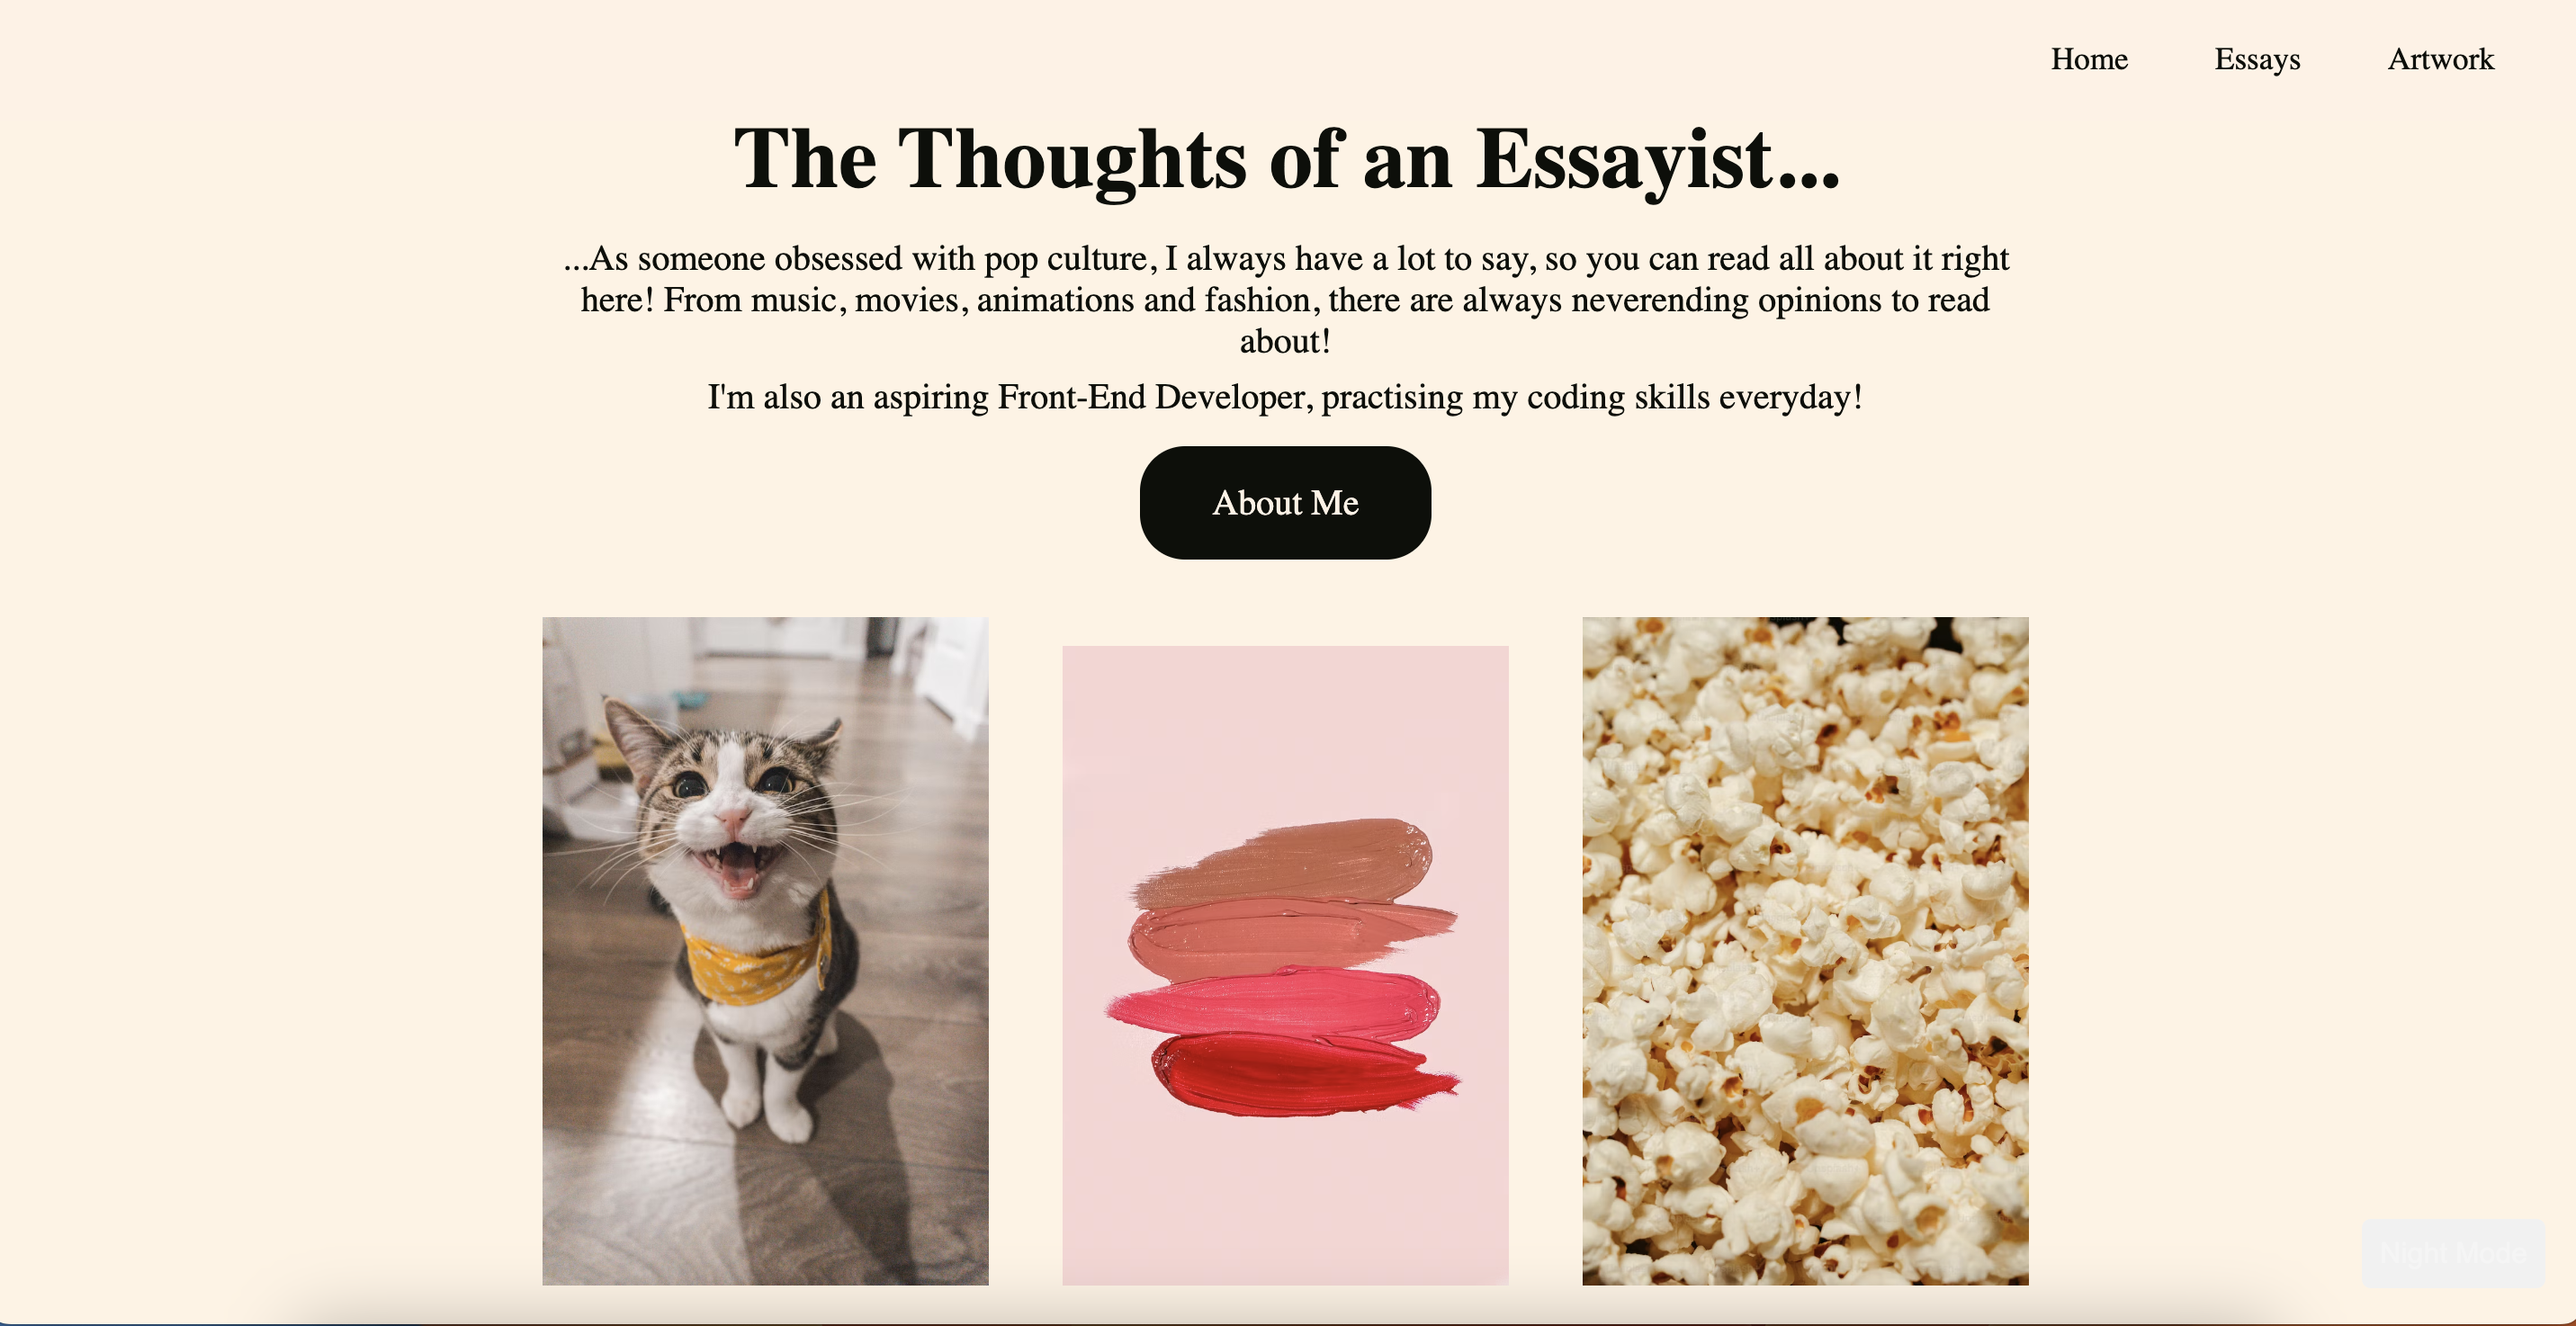 Home Essays Artwork
The Thoughts of an Essayist...
...As someone obsessed with pop culture, I always have a lot to say, so you can read all about it right
here! From music, movies, animations and fashion, there are always neverending opinions to read
about!
I'm also an aspiring Front-End Developer, practising my coding skills everyday!
About Me
Night Mode